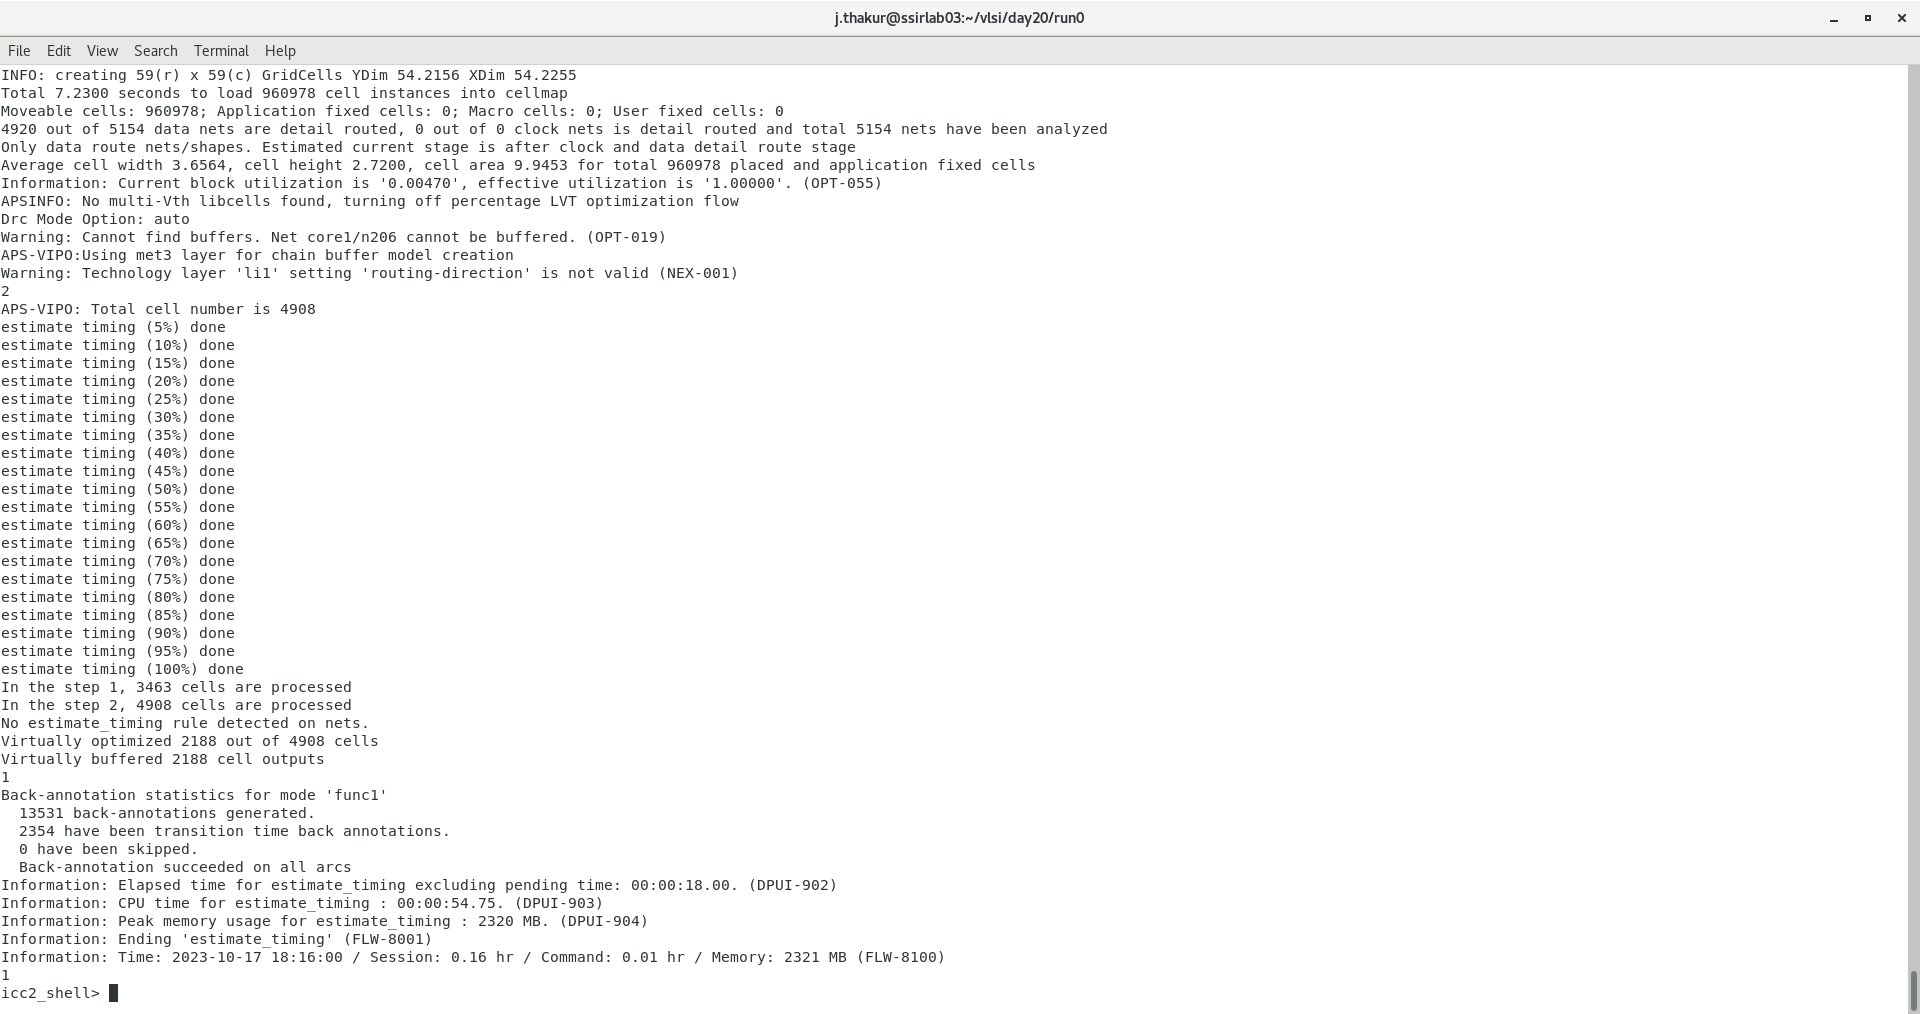 j.thakur@ssirlab03:~/vlsi/day20/run0
File Edit View Search Terminal Help
INFO: creating 59(r) x 59(c) GridCells YDim 54.2156 XDim 54.2255
Total 7.2300 seconds to load 960978 cell instances into cellmap
Moveable cells: 960978; Application fixed cells: 0; Macro cells: 0; User fixed cells: 0
4920 out of 5154 data nets are detail routed, 0 out of 0 clock nets is detail routed and total 5154 nets have been analyzed
Only data route nets/shapes. Estimated current stage is after clock and data detail route stage
Average cell width 3.6564, cell height 2.7200, cell area 9.9453 for total 960978 placed and application fixed cells
Information: Current block utilization is '0.00470', effective utilization is '1.00000'. (OPT-055)
APSINFO: No multi-Vth libcells found, turning off percentage LVT optimization flow
Drc Mode Option: auto
Warning: Cannot find buffers. Net core1/n206 cannot be buffered. (OPT-019)
APS-VIPO:Using met3 layer for chain buffer model creation
Warning: Technology layer 'li1' setting 'routing-direction' is not valid (NEX-001)
2
APS-VIPO: Total cell number is 4908
estimate timing (5%) done
estimate timing (10%) done
estimate timing (15%) done
estimate timing (20%) done
estimate timing (25%) done
estimate timing (30%) done
estimate timing (35%) done
estimate timing (40%) done
estimate timing (45%) done
estimate timing (50%) done
estimate timing (55%) done
estimate timing (60%) done
estimate timing (65%) done
estimate timing (70%) done
estimate timing (75%) done
estimate timing (80%) done
estimate timing (85%) done
estimate timing (90%) done
estimate timing (95%) done
estimate timing (100%) done
In the step 1, 3463 cells are processed
In the step 2, 4908 cells are processed
No estimate_timing rule detected on nets.
Virtually optimized 2188 out of 4908 cells
Virtually buffered 2188 cell outputs
1
Back-annotation statistics for mode 'func1'
  13531 back-annotations generated.
  2354 have been transition time back annotations.
  0 have been skipped.
  Back-annotation succeeded on all arcs
Information: Elapsed time for estimate_timing excluding pending time: 00:00:18.00. (DPUI-902)
Information: CPU time for estimate_timing : 00:00:54.75. (DPUI-903)
Information: Peak memory usage for estimate_timing : 2320 MB. (DPUI-904)
Information: Ending 'estimate_timing' (FLW-8001)
Information: Time: 2023-10-17 18:16:00 / Session: 0.16 hr / Command: 0.01 hr / Memory: 2321 MB (FLW-8100)
1
icc2_shell>